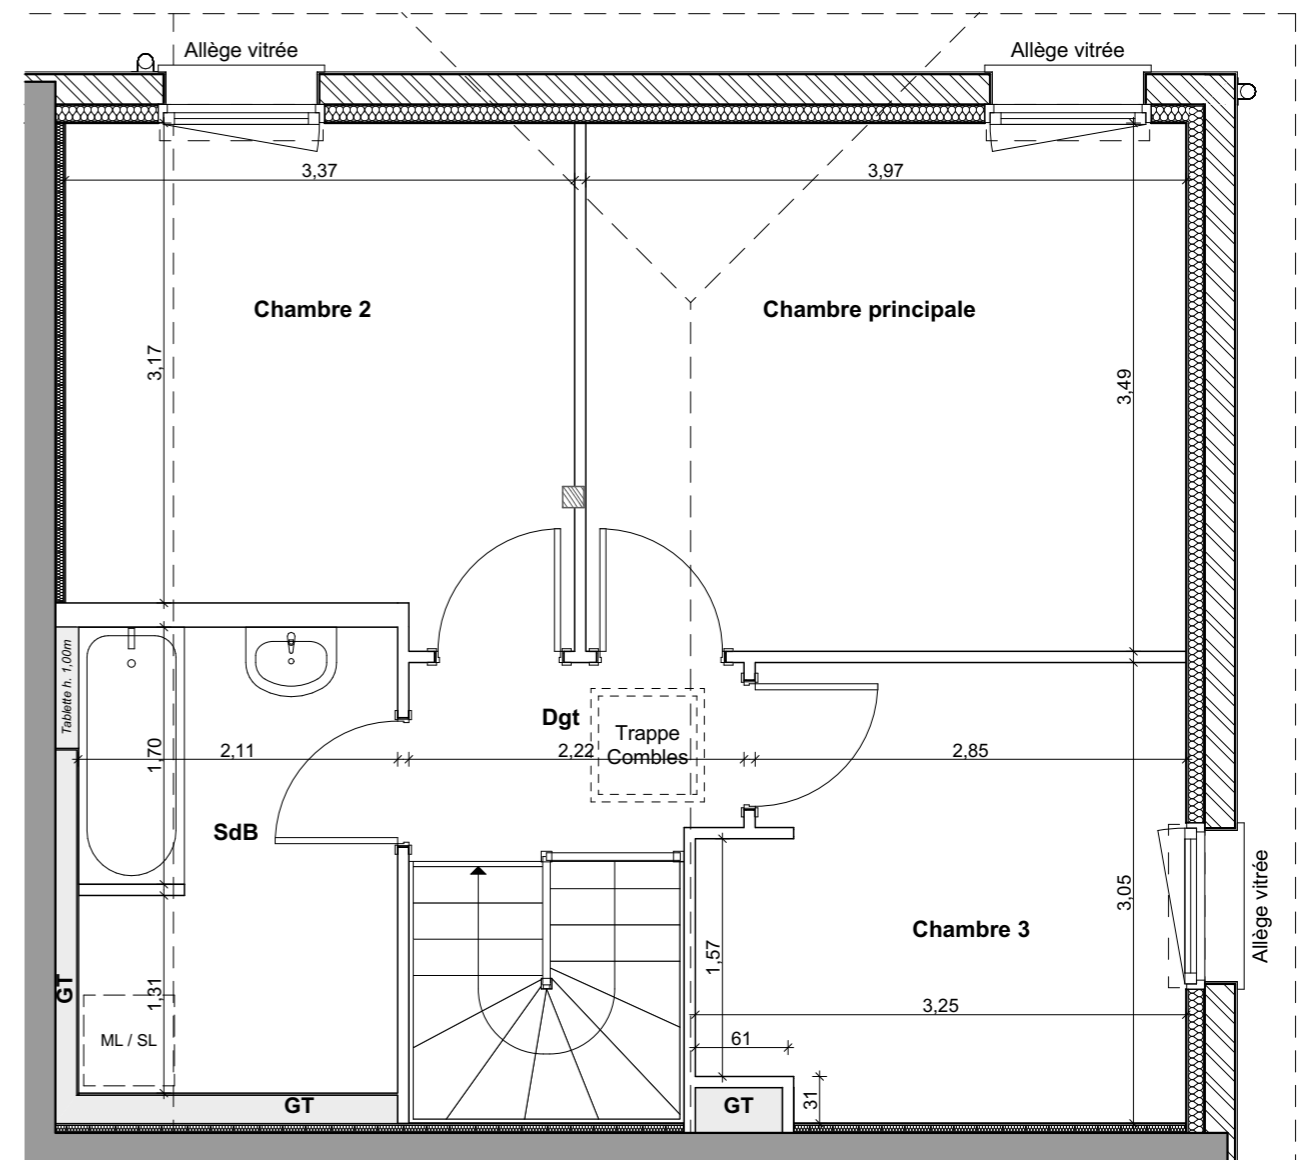 Allège vitrée
Allège vitrée
3,37
3,97
Chambre 2
Chambre principale
3,17
3,49
Tablette h. 1,00m
Dgt
Trappe
Combles
1,70
2,11
2,22
2,85
SdB
3,05
Allège vitrée
Chambre 3
1,57
GT
1,31
3,25
ML / SL
61
31
GT
GT